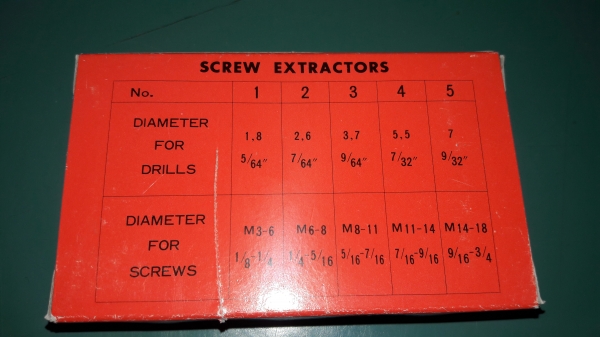 SCREW EXTRACTORS
No. 1 2 3 4 5
DIAMETER FOR DRILLS
1.8 2.6 3.7 5.5 7
5/64" 7/64" 9/64" 7/32" 9/32"
DIAMETER FOR SCREWS
M3-6 M6-8 M8-11 M11-14 M14-18
1/8-1/4 1/4-5/16 5/16-7/16 7/16-9/16 9/16-3/4